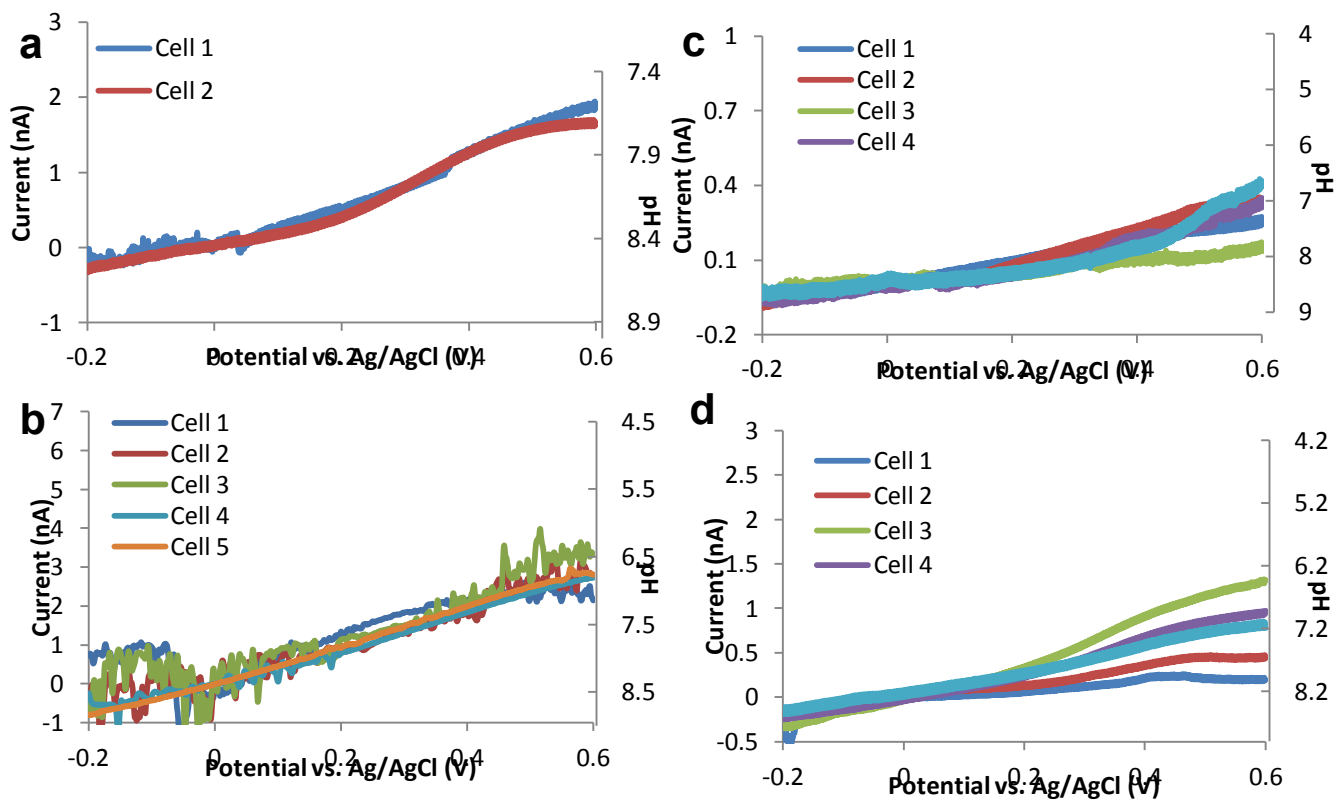 a
Cell 1
Cell 2
Current (nA)
3
2
1
0
-1
-0.2
0
0.2
0.4
0.6
Potential vs. Ag/AgCl (V)
7.4
7.9
8.4
8.9
pH
c
Cell 1
Cell 2
Cell 3
Cell 4
Current (nA)
1
0.7
0.4
0.1
-0.2
-0.2
0
0.2
0.4
0.6
Potential vs. Ag/AgCl (V)
4
5
6
7
8
9
pH
b
Cell 1
Cell 2
Cell 3
Cell 4
Cell 5
Current (nA)
7
6
5
4
3
2
1
0
-1
-0.2
0
0.2
0.4
0.6
Potential vs. Ag/AgCl (V)
4.5
5.5
6.5
7.5
8.5
pH
d
Cell 1
Cell 2
Cell 3
Cell 4
Current (nA)
3
2.5
2
1.5
1
0.5
0
-0.5
-0.2
0
0.2
0.4
0.6
Potential vs. Ag/AgCl (V)
4.2
5.2
6.2
7.2
8.2
pH